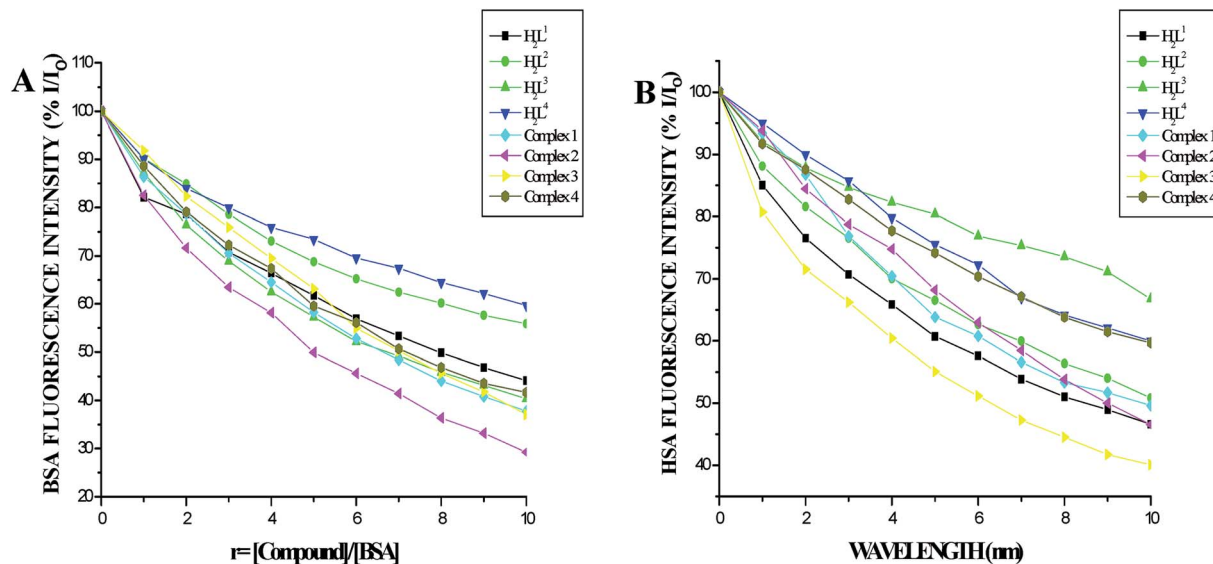 A
BSA FLUORESCENCE INTENSITY (% I/I₀)
110
100
90
80
70
60
50
40
30
20
0
2
4
6
8
10
r= [Compound]/[BSA]
H₂L¹
H₂L²
H₂L³
H₂L⁴
Complex 1
Complex 2
Complex 3
Complex 4
B
HSA FLUORESCENCE INTENSITY (% I/I₀)
100
90
80
70
60
50
40
0
2
4
6
8
10
WAVELENGTH (nm)
H₂L¹
H₂L²
H₂L³
H₂L⁴
Complex 1
Complex 2
Complex 3
Complex 4